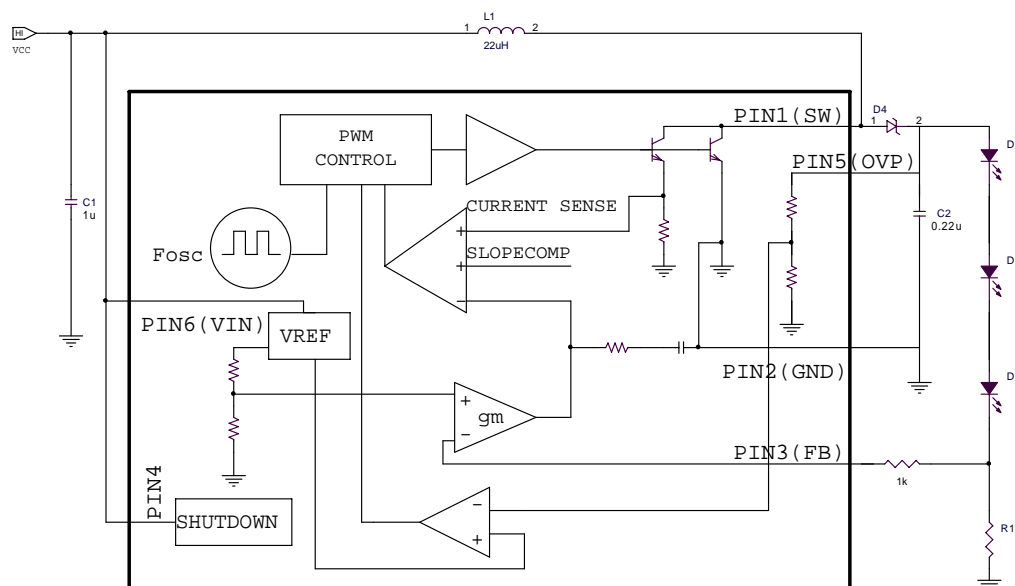 L1
1 2
HI
VCC
22uH
PIN1(SW)
D4
1 2
PWM
CONTROL
D
PIN5(OVP)
CURRENT SENSE
C1
1u
C2
0.22u
Fosc
+
SLOPECOMP
+
D
-
PIN6(VIN)
VREF
PIN2(GND)
D
+
gm
-
PIN3(FB)
1k
PIN4
SHUTDOWN
-
+
R1